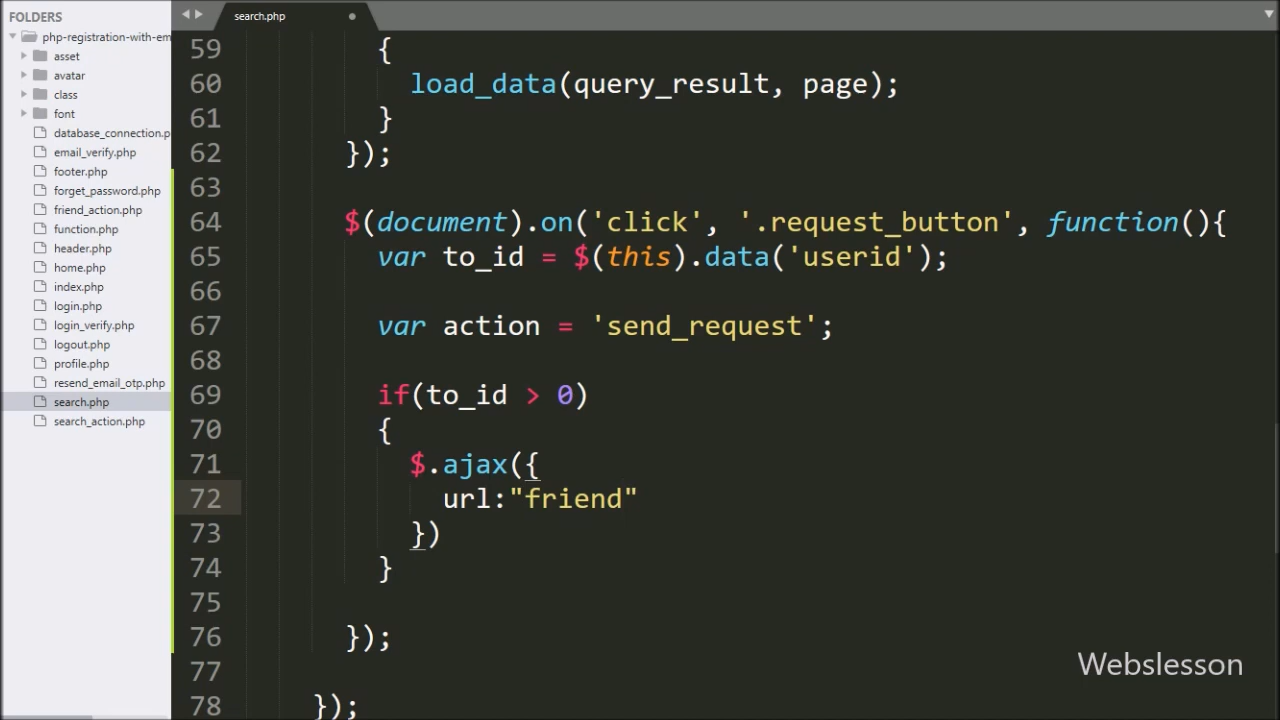 FOLDERS
php-registration-with-em
asset
avatar
class
font
database_connection.p
email_verify.php
footer.php
forget_password.php
friend_action.php
function.php
header.php
home.php
index.php
login.php
login_verify.php
logout.php
profile.php
resend_email_otp.php
search.php
search_action.php
search.php
59 {
60 load_data(query_result, page);
61 }
62 });
63
64 $(document).on('click', '.request_button', function(){
65 var to_id = $(this).data('userid');
66
67 var action = 'send_request';
68
69 if(to_id > 0)
70 {
71 $.ajax({
72 url:"friend"
73 })
74 }
75
76 });
77
78 });
Webslesson